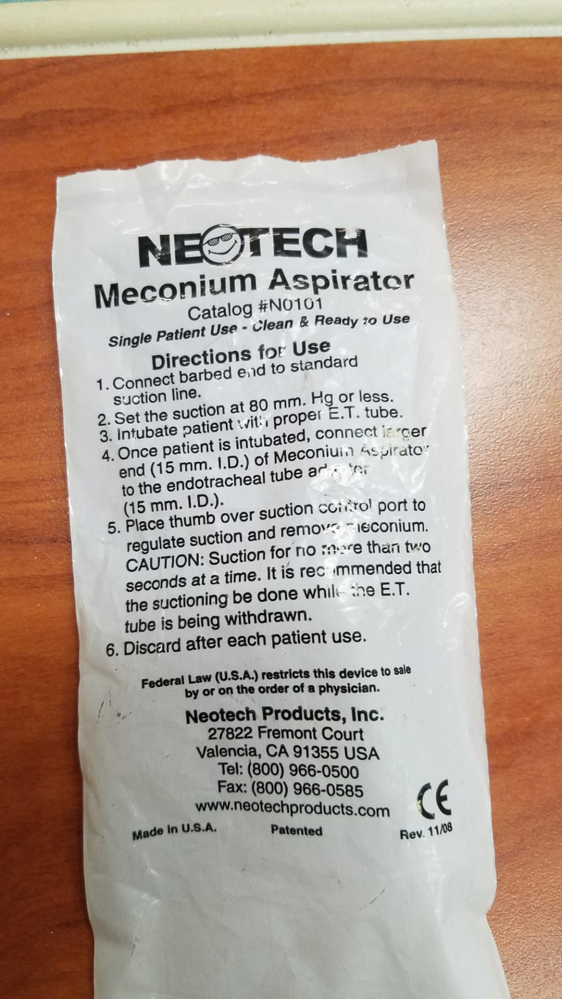 NEOTECH
Meconium Aspirator
Catalog #N0101
Single Patient Use - Clean & Ready to Use
Directions for Use
1. Connect barbed end to standard
suction line.
2. Set the suction at 80 mm. Hg or less.
3. Intubate patient with proper E.T. tube.
4. Once patient is intubated, connect larger
end (15 mm. I.D.) of Meconium Aspirator
to the endotracheal tube adapter
(15 mm. I.D.).
5. Place thumb over suction control port to
regulate suction and remove meconium.
CAUTION: Suction for no more than two
seconds at a time. It is recommended that
the suctioning be done while the E.T.
tube is being withdrawn.
6. Discard after each patient use.
Federal Law (U.S.A.) restricts this device to sale
by or on the order of a physician.
Neotech Products, Inc.
27822 Fremont Court
Valencia, CA 91355 USA
Tel: (800) 966-0500
Fax: (800) 966-0585
www.neotechproducts.com
CE
Made in U.S.A. Patented Rev. 11/08